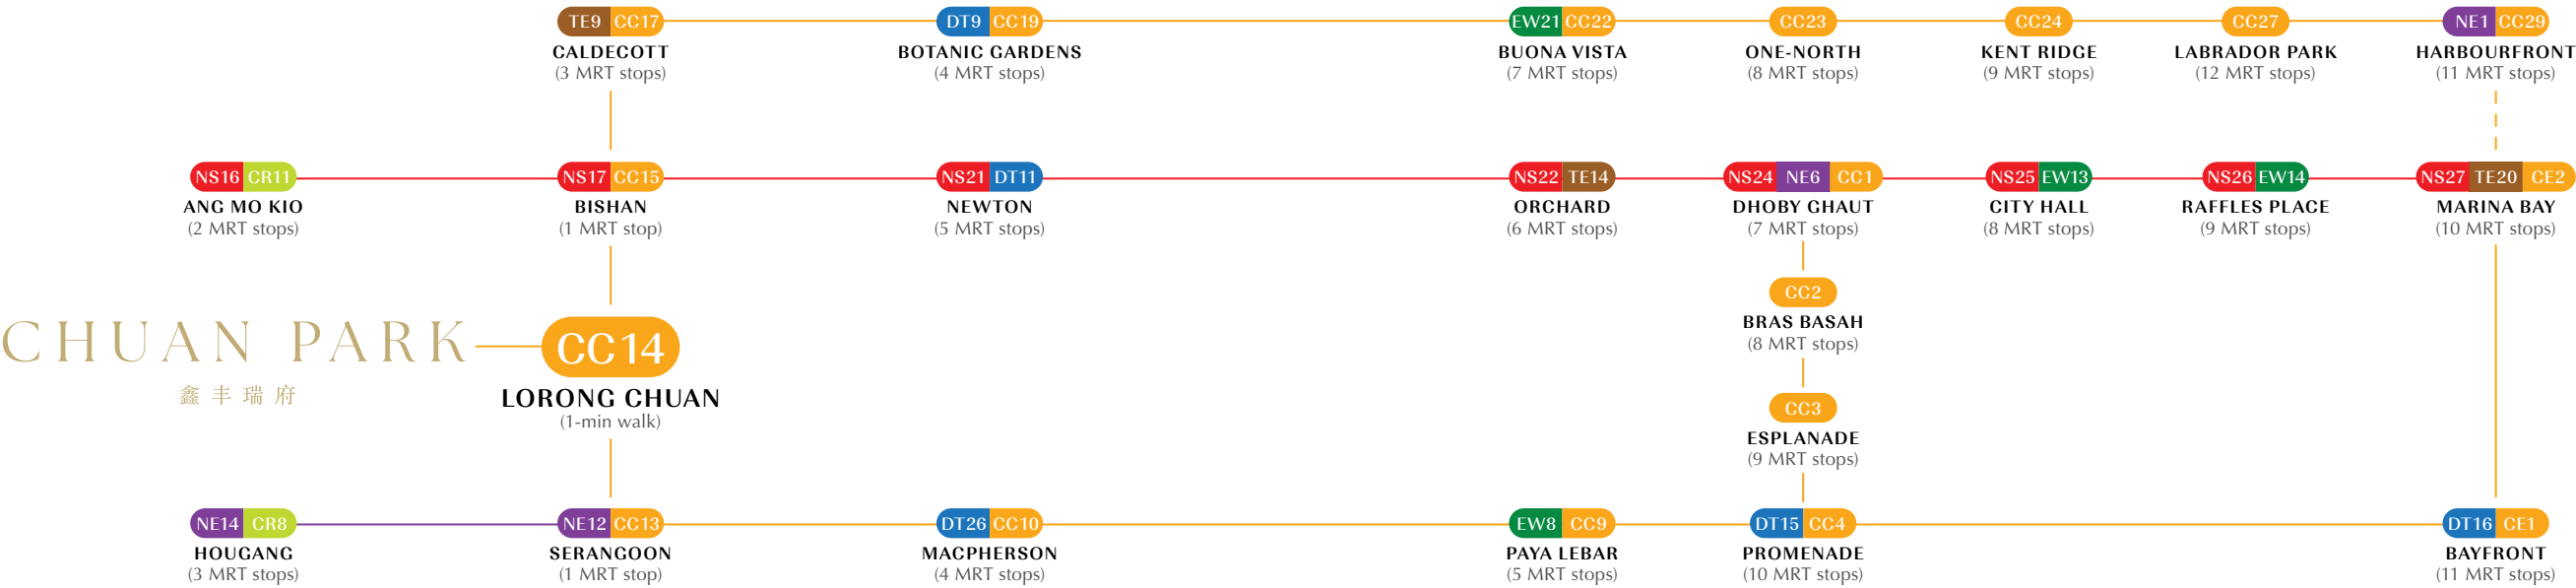 TE9 CC17
CALDECOTT
(3 MRT stops)
DT9 CC19
BOTANIC GARDENS
(4 MRT stops)
EW21 CC22
BUONA VISTA
(7 MRT stops)
CC23
ONE-NORTH
(8 MRT stops)
CC24
KENT RIDGE
(9 MRT stops)
CC27
LABRADOR PARK
(12 MRT stops)
NE1 CC29
HARBOURFRONT
(11 MRT stops)
NS16 CR11
ANG MO KIO
(2 MRT stops)
NS17 CC15
BISHAN
(1 MRT stop)
NS21 DT11
NEWTON
(5 MRT stops)
NS22 TE14
ORCHARD
(6 MRT stops)
NS24 NE6 CC1
DHOBY GHAUT
(7 MRT stops)
NS25 EW13
CITY HALL
(8 MRT stops)
NS26 EW14
RAFFLES PLACE
(9 MRT stops)
NS27 TE20 CE2
MARINA BAY
(10 MRT stops)
CC2
BRAS BASAH
(8 MRT stops)
CHUAN PARK
鑫丰瑞府
CC14
LORONG CHUAN
(1-min walk)
CC3
ESPLANADE
(9 MRT stops)
NE14 CR8
HOUGANG
(3 MRT stops)
NE12 CC13
SERANGOON
(1 MRT stop)
DT26 CC10
MACPHERSON
(4 MRT stops)
EW8 CC9
PAYA LEBAR
(5 MRT stops)
DT15 CC4
PROMENADE
(10 MRT stops)
DT16 CE1
BAYFRONT
(11 MRT stops)